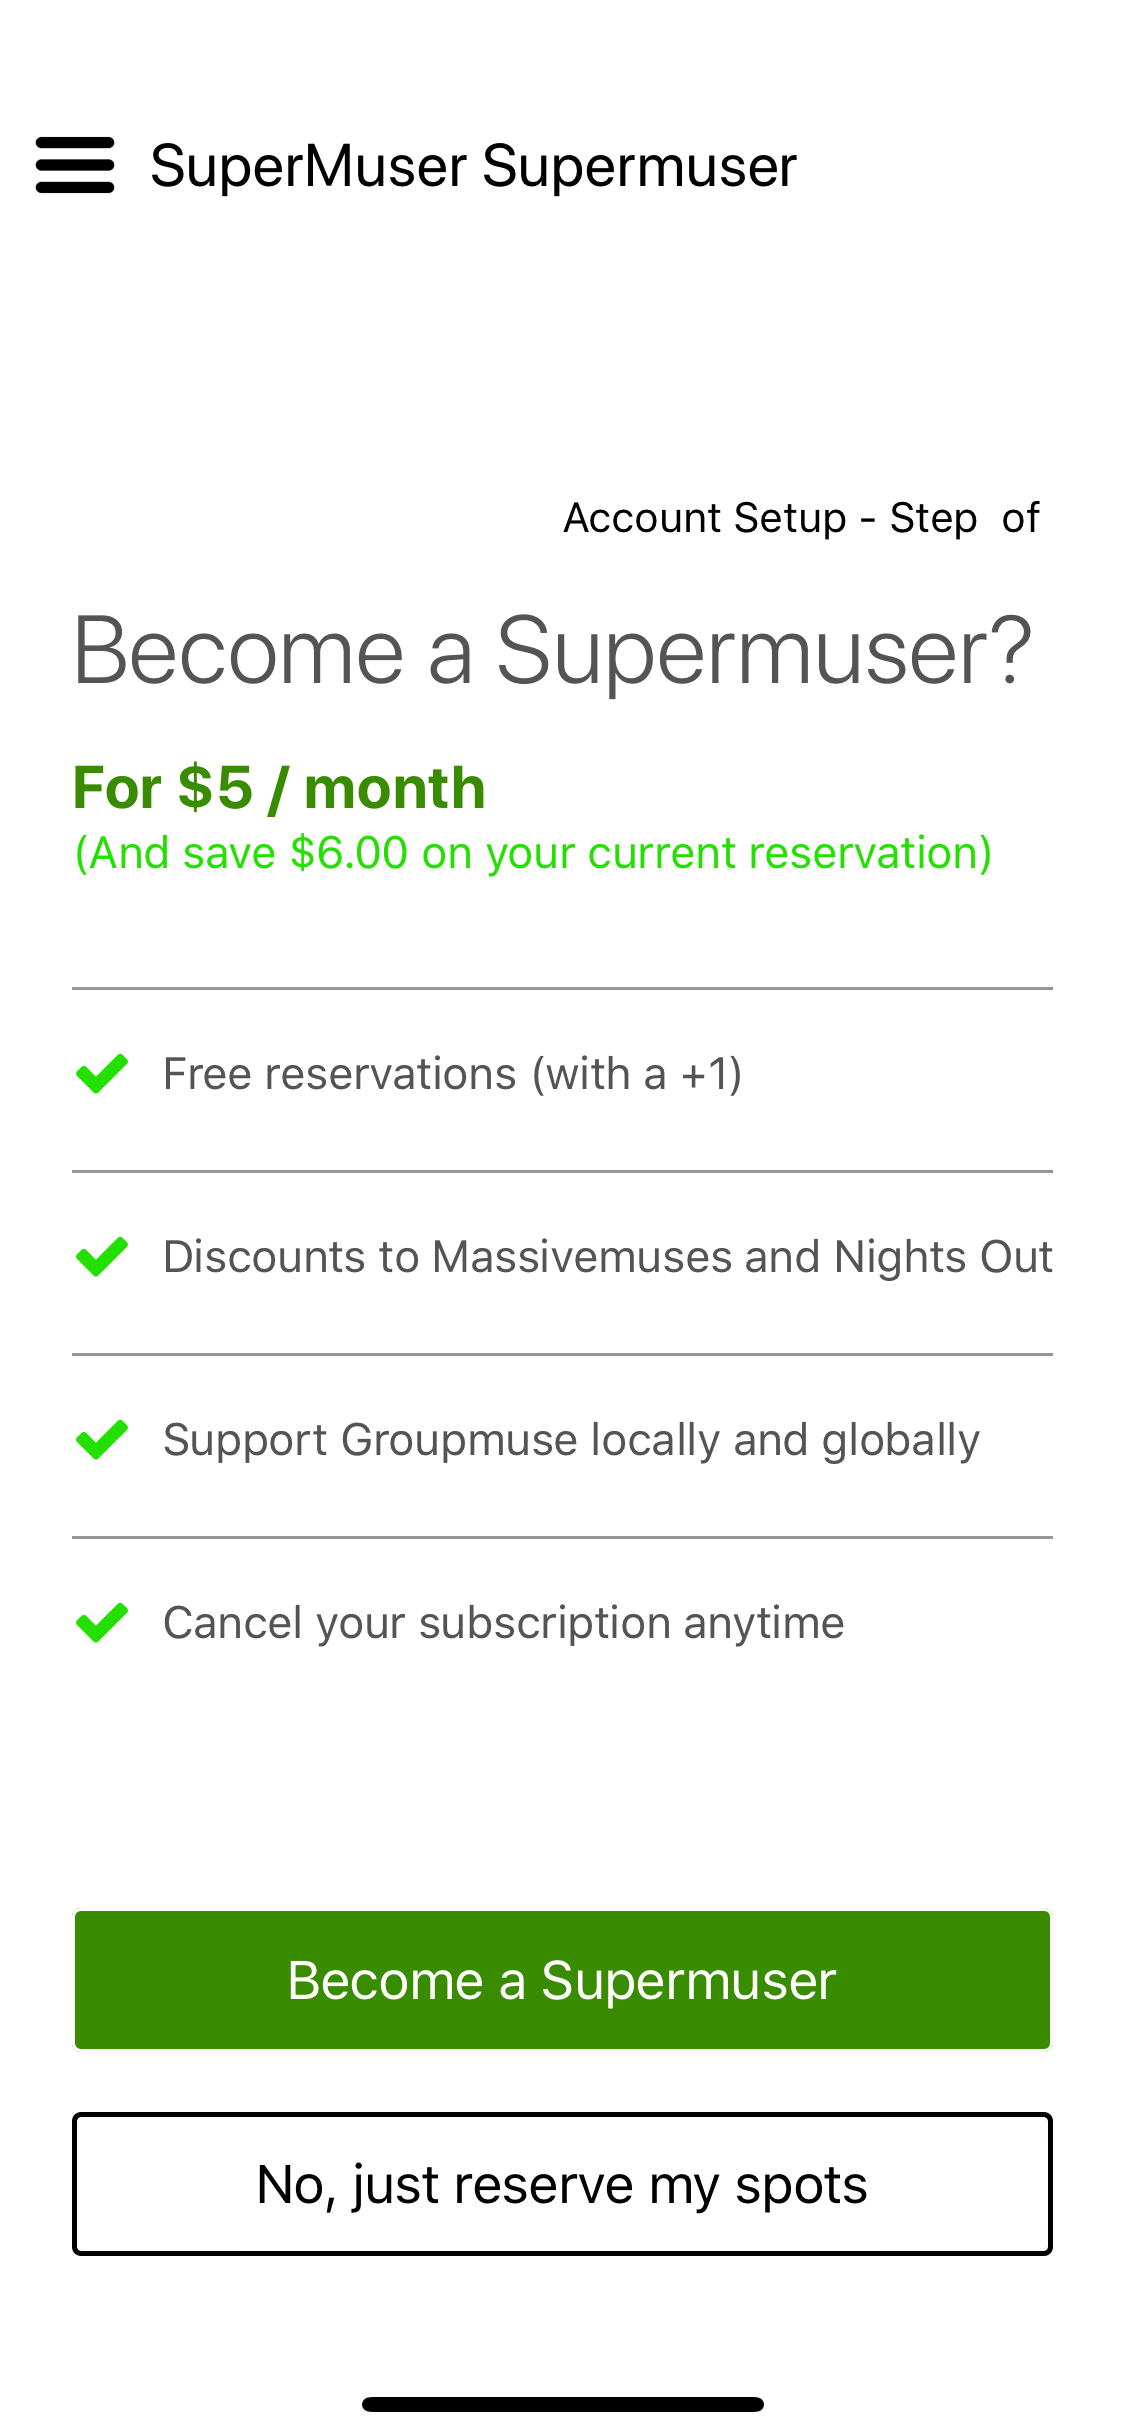 SuperMuser Supermuser
Account Setup - Step  of
Become a Supermuser?
For $5 / month
(And save $6.00 on your current reservation)
Free reservations (with a +1)
Discounts to Massivemuses and Nights Out
Support Groupmuse locally and globally
Cancel your subscription anytime
Become a Supermuser
No, just reserve my spots